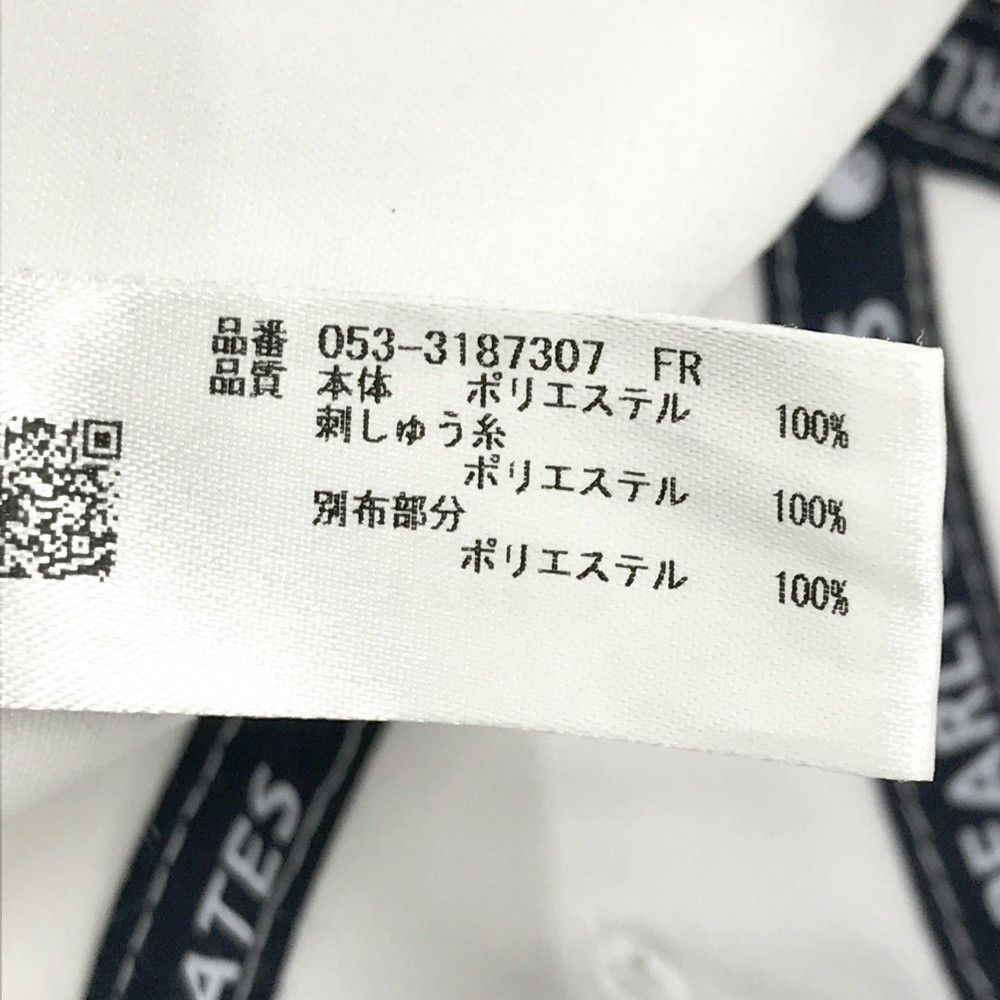 品番 053-3187307 FR
品質 本体 ポリエステル 100%
刺しゅう糸
ポリエステル 100%
別布部分
ポリエステル 100%